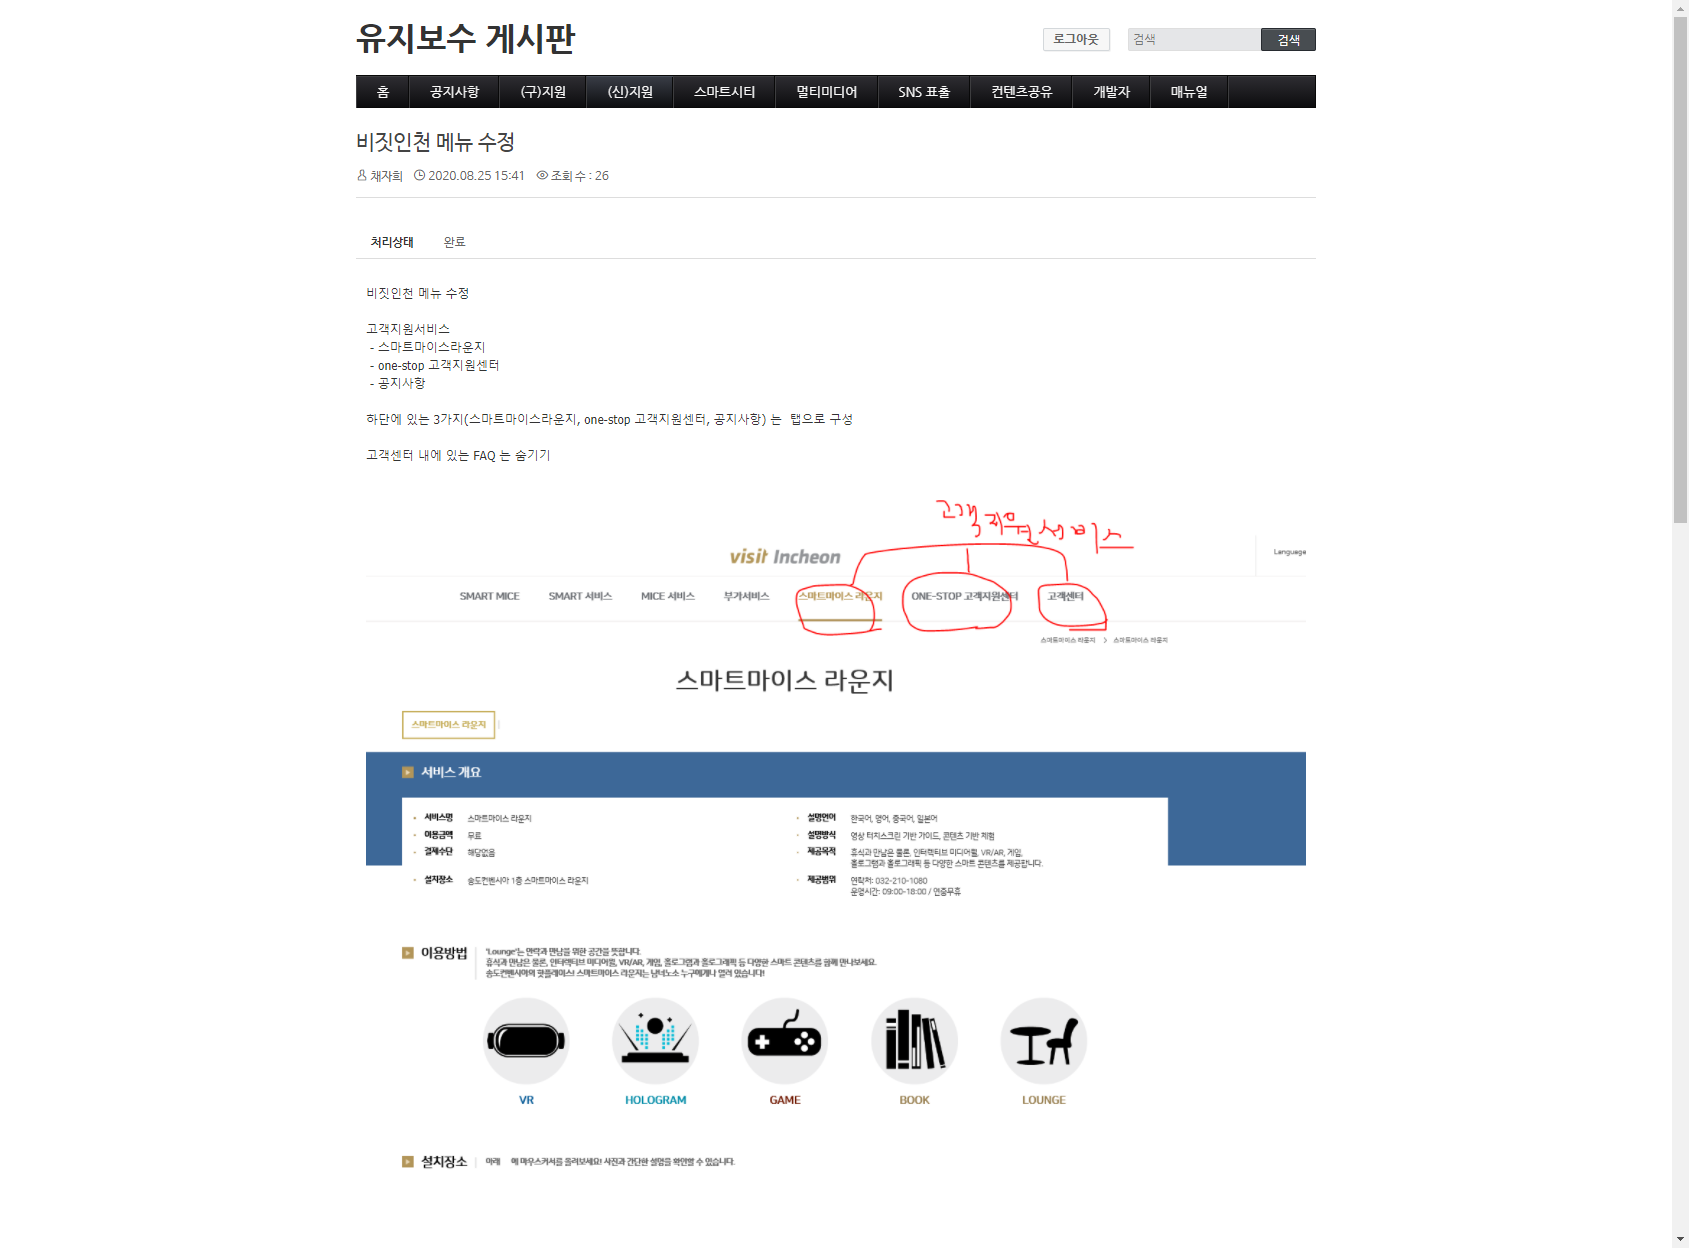 유지보수 게시판
로그아웃 검색 검색
홈 공지사항 (구)지원 (신)지원 스마트시티 멀티미디어 SNS 표출 컨텐츠공유 개발자 매뉴얼
비짓인천 메뉴 수정
채자희 2020.08.25 15:41 조회 수 : 26
처리상태 완료
비짓인천 메뉴 수정
고객지원서비스
- 스마트마이스라운지
- one-stop 고객지원센터
- 공지사항
하단에 있는 3가지(스마트마이스라운지, one-stop 고객지원센터, 공지사항) 는 탭으로 구성
고객센터 내에 있는 FAQ 는 숨기기
고객지원서비스
visit Incheon
Language
SMART MICE SMART 서비스 MICE 서비스 부가서비스 스마트마이스 라운지 ONE-STOP 고객지원센터 고객센터
스마트마이스 라운지 > 스마트마이스 라운지
스마트마이스 라운지
스마트마이스 라운지
서비스 개요
서비스명 스마트마이스 라운지 설명언어 한국어, 영어, 중국어, 일본어
이용금액 무료 설명방식 영상 터치스크린 기반 가이드, 콘텐츠 기반 체험
결제수단 해당없음 제공목적 휴식과 만남은 물론, 인터랙티브 미디어월, VR/AR, 게임,
홀로그램과 홀로그래픽 등 다양한 스마트 콘텐츠를 제공합니다.
설치장소 송도컨벤시아 1층 스마트마이스 라운지 제공범위 연락처: 032-210-1080
운영시간: 09:00-18:00 / 연중무휴
이용방법 'Lounge'는 안락과 만남을 위한 공간을 뜻합니다.
휴식과 만남은 물론, 인터랙티브 미디어월, VR/AR, 게임, 홀로그램과 홀로그래픽 등 다양한 스마트 콘텐츠를 함께 만나보세요.
송도컨벤시아의 핫플레이스! 스마트마이스 라운지는 남녀노소 누구에게나 열려 있습니다!
VR HOLOGRAM GAME BOOK LOUNGE
설치장소 아래 에 마우스커서를 올려보세요! 사진과 간단한 설명을 확인할 수 있습니다.